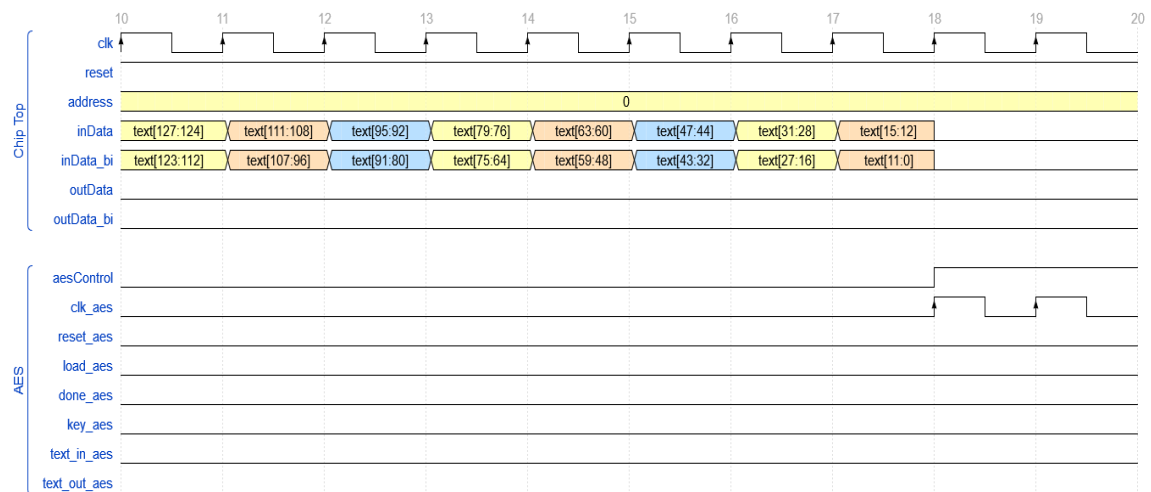 10 11 12 13 14 15 16 17 18 19 20
Chip Top
clk
reset
address 0
inData text[127:124] text[111:108] text[95:92] text[79:76] text[63:60] text[47:44] text[31:28] text[15:12]
inData_bi text[123:112] text[107:96] text[91:80] text[75:64] text[59:48] text[43:32] text[27:16] text[11:0]
outData
outData_bi
AES
aesControl
clk_aes
reset_aes
load_aes
done_aes
key_aes
text_in_aes
text_out_aes